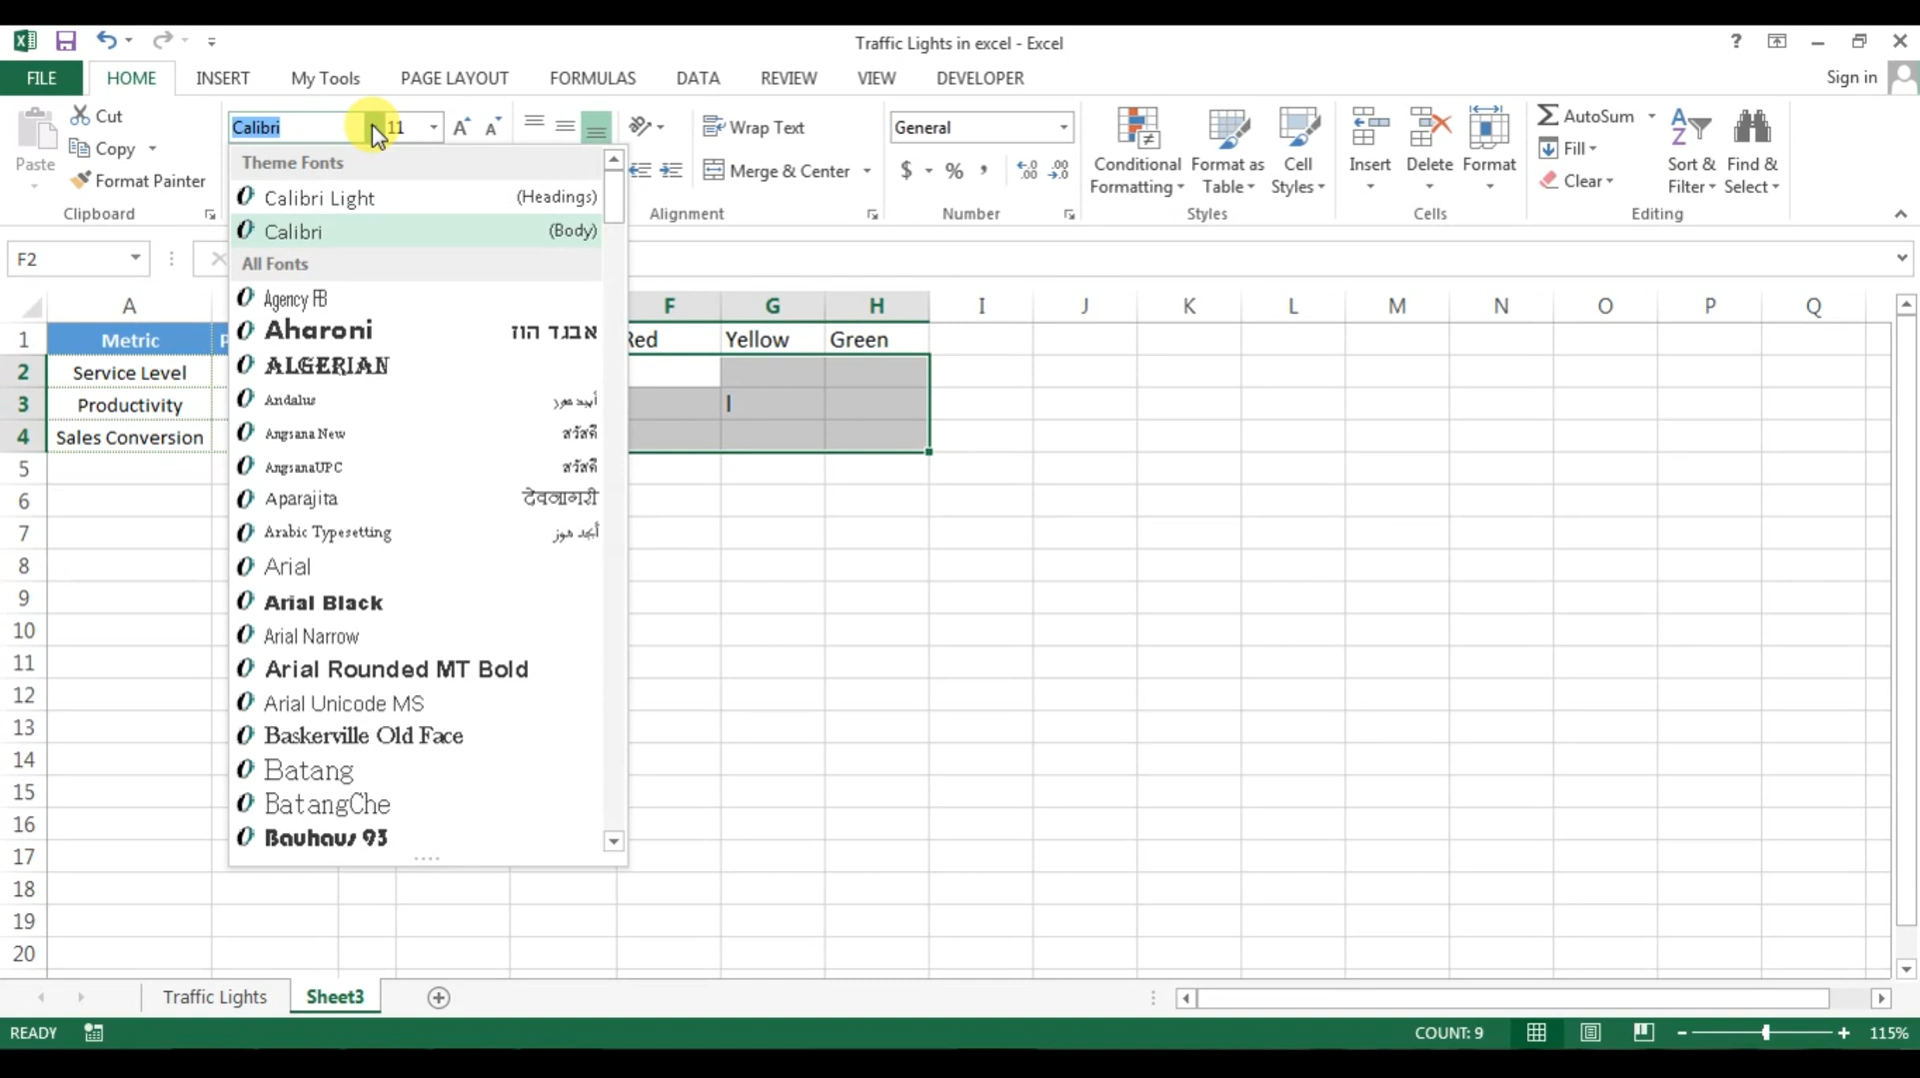 Traffic Lights in excel - Excel
?
FILE HOME INSERT My Tools PAGE LAYOUT FORMULAS DATA REVIEW VIEW DEVELOPER Sign in
Paste
Cut
Copy
Format Painter
Clipboard
Calibri 11
Wrap Text
Merge & Center
Alignment
General
$ % ,
Number
Conditional Formatting
Format as Table
Cell Styles
Styles
Insert
Delete
Format
Cells
AutoSum
Fill
Clear
Sort & Filter
Find & Select
Editing
Theme Fonts
Calibri Light (Headings)
Calibri (Body)
All Fonts
Agency FB
Aharoni אבגד הוז
ALGERIAN
Andalus أبجد هوز
Angsana New สวัสดี
AngsanaUPC สวัสดี
Aparajita देवनागरी
Arabic Typesetting أبجد هوز
Arial
Arial Black
Arial Narrow
Arial Rounded MT Bold
Arial Unicode MS
Baskerville Old Face
Batang
BatangChe
Bauhaus 93
F2
A F G H I J K L M N O P Q
1 Metric P Red Yellow Green
2 Service Level
3 Productivity l
4 Sales Conversion
5
6
7
8
9
10
11
12
13
14
15
16
17
18
19
20
Traffic Lights Sheet3
READY COUNT: 9 115%